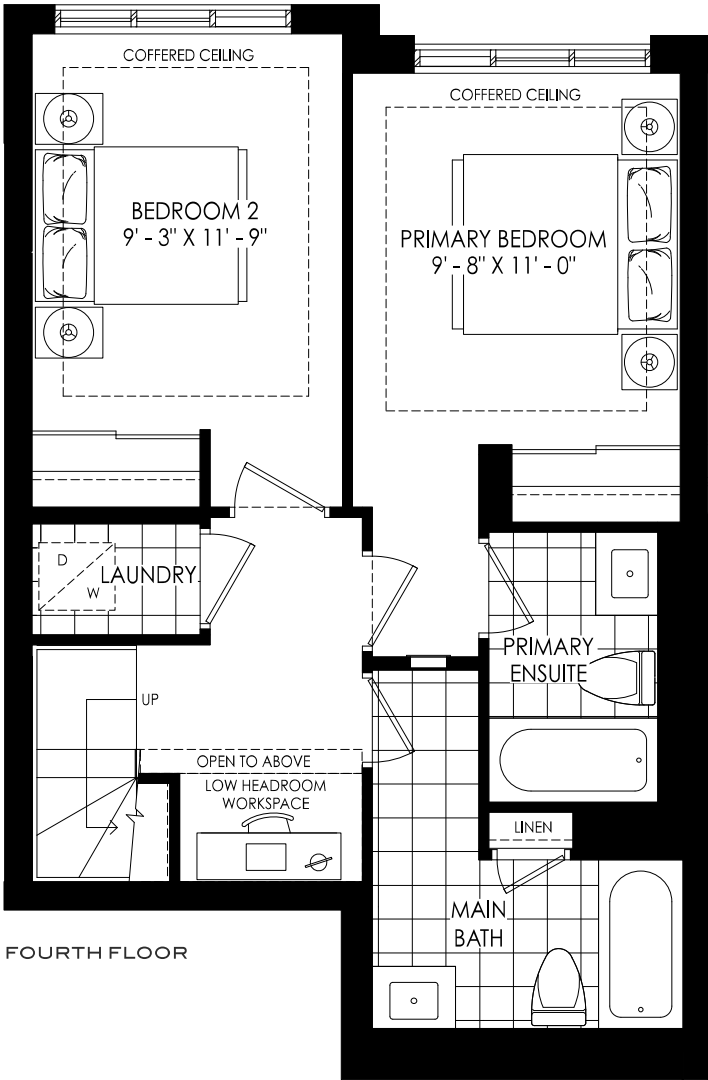 COFFERED CEILING
COFFERED CEILING
BEDROOM 2
9' - 3" X 11' - 9"
PRIMARY BEDROOM
9' - 8" X 11' - 0"
D
W
LAUNDRY
PRIMARY
ENSUITE
UP
OPEN TO ABOVE
LOW HEADROOM
WORKSPACE
LINEN
MAIN
BATH
FOURTH FLOOR